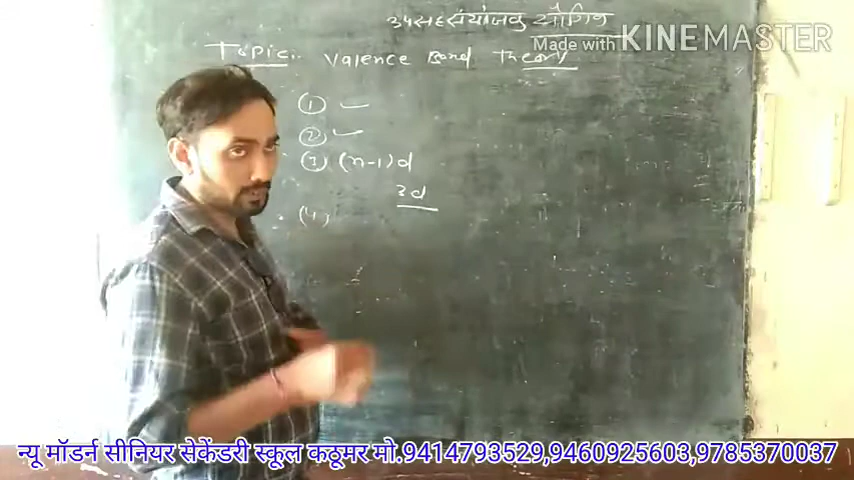 उपसहसंयोजक यौगिक
Made with KINEMASTER
Topic:. Valence Bond Theory
① ✓
② ✓
③ (n-1)d
3d
(4)
न्यू मॉडर्न सीनियर सेकेंडरी स्कूल कठूमर मो.9414793529,9460925603,9785370037